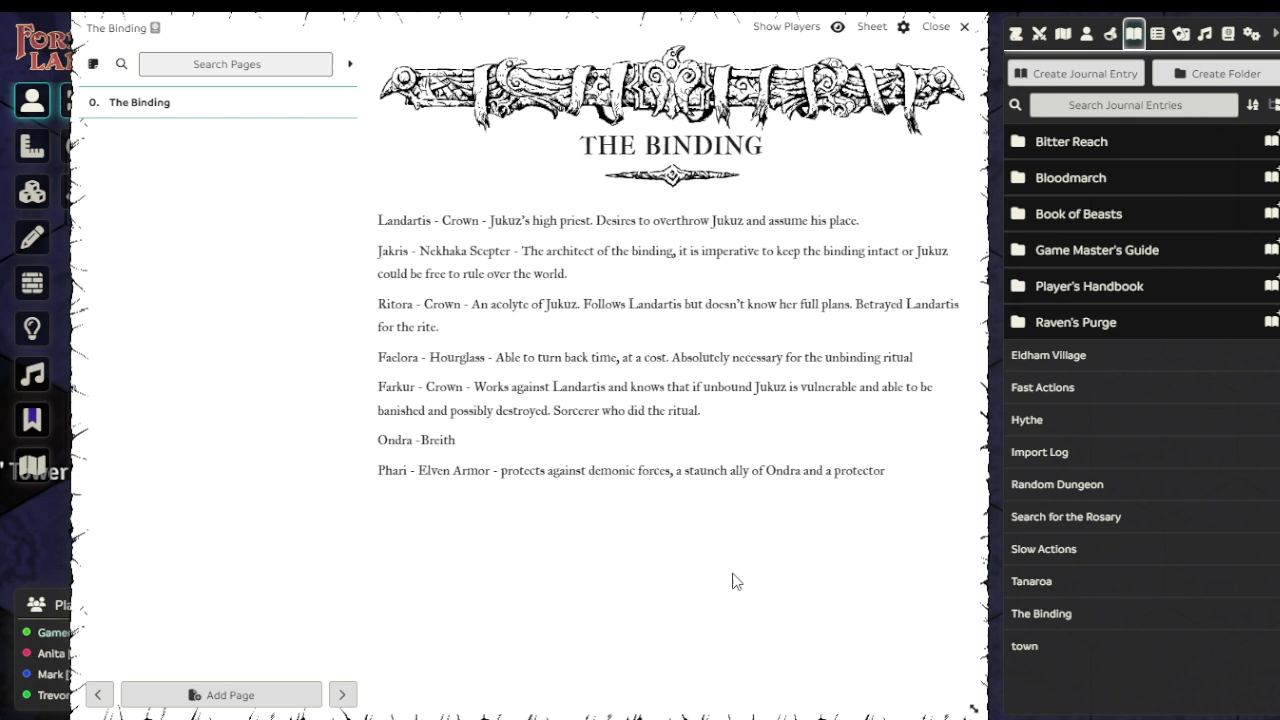 The Binding
Show Players
Sheet
Close
Search Pages
0. The Binding
THE BINDING
Landartis - Crown - Jukuz's high priest. Desires to overthrow Jukuz and assume his place.
Jakris - Nekhaka Scepter - The architect of the binding, it is imperative to keep the binding intact or Jukuz
could be free to rule over the world.
Ritora - Crown - An acolyte of Jukuz. Follows Landartis but doesn't know her full plans. Betrayed Landartis
for the rite.
Faelora - Hourglass - Able to turn back time, at a cost. Absolutely necessary for the unbinding ritual
Farkur - Crown - Works against Landartis and knows that if unbound Jukuz is vulnerable and able to be
banished and possibly destroyed. Sorcerer who did the ritual.
Ondra -Breith
Phari - Elven Armor - protects against demonic forces, a staunch ally of Ondra and a protector
Add Page
Create Journal Entry
Create Folder
Search Journal Entries
Bitter Reach
Bloodmarch
Book of Beasts
Game Master's Guide
Player's Handbook
Raven's Purge
Eldham Village
Fast Actions
Hythe
Import Log
Random Dungeon
Search for the Rosary
Slow Actions
Tanaroa
The Binding
town
Tower
Pla
Game
Anita
Mark
Trevo